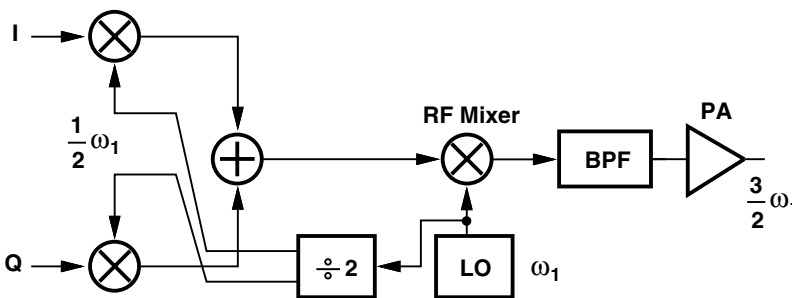 I
RF Mixer
PA
1/2 ω₁
BPF
3/2 ω
Q
÷ 2
LO
ω₁